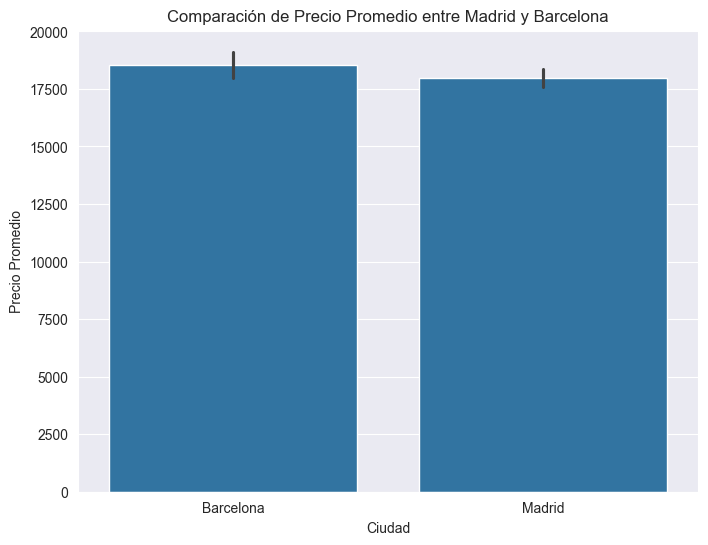 Comparación de Precio Promedio entre Madrid y Barcelona
Precio Promedio
20000
17500
15000
12500
10000
7500
5000
2500
0
Barcelona
Madrid
Ciudad